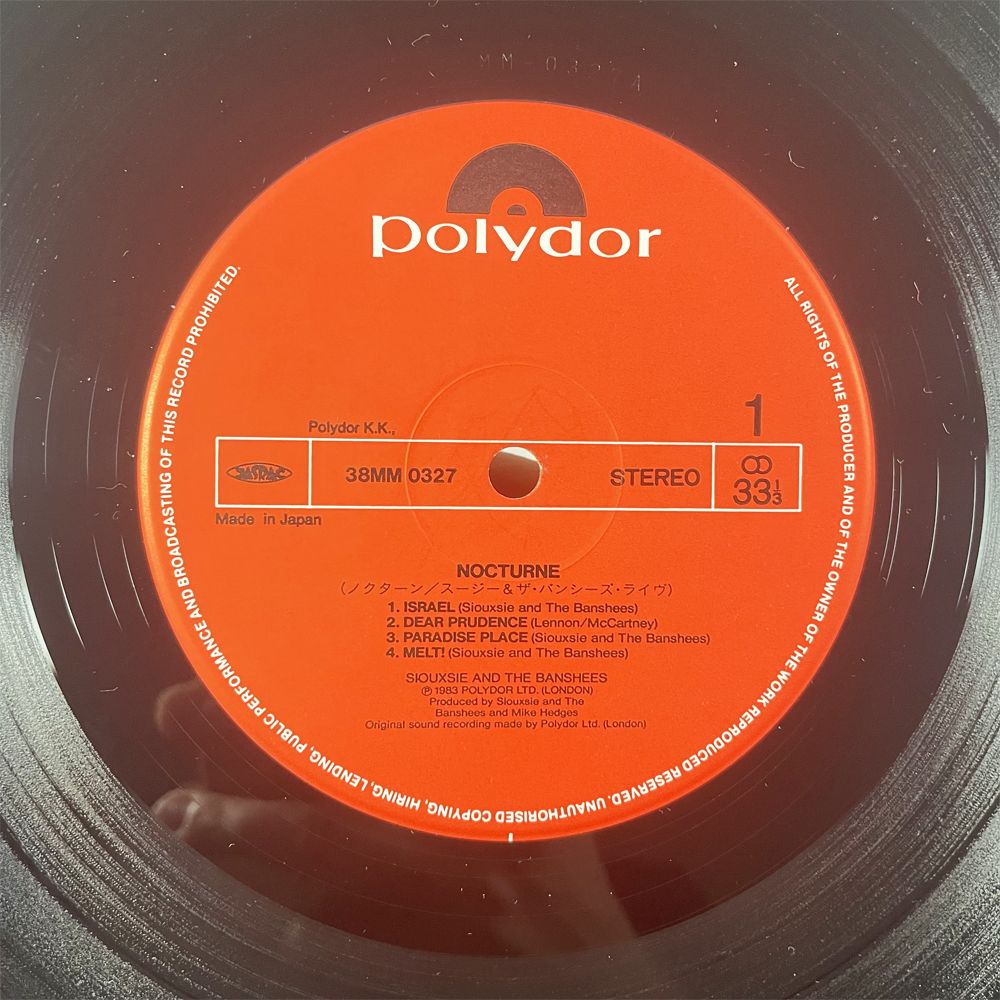 MM-0327A
polydor
ALL RIGHTS OF THE PRODUCER AND OF THE OWNER OF THE WORK REPRODUCED RESERVED. UNAUTHORISED COPYING, HIRING, LENDING, PUBLIC PERFORMANCE AND BROADCASTING OF THIS RECORD PROHIBITED.
1
Polydor K.K.,
JASRAC
38MM 0327
STEREO
33 1/3
Made in Japan
NOCTURNE
(ノクターン/スージー&ザ・バンシーズ・ライヴ)
1. ISRAEL (Siouxsie and The Banshees)
2. DEAR PRUDENCE (Lennon/McCartney)
3. PARADISE PLACE (Siouxsie and The Banshees)
4. MELT! (Siouxsie and The Banshees)
SIOUXSIE AND THE BANSHEES
℗ 1983 POLYDOR LTD. (LONDON)
Produced by Siouxsie and The
Banshees and Mike Hedges
Original sound recording made by Polydor Ltd. (London)